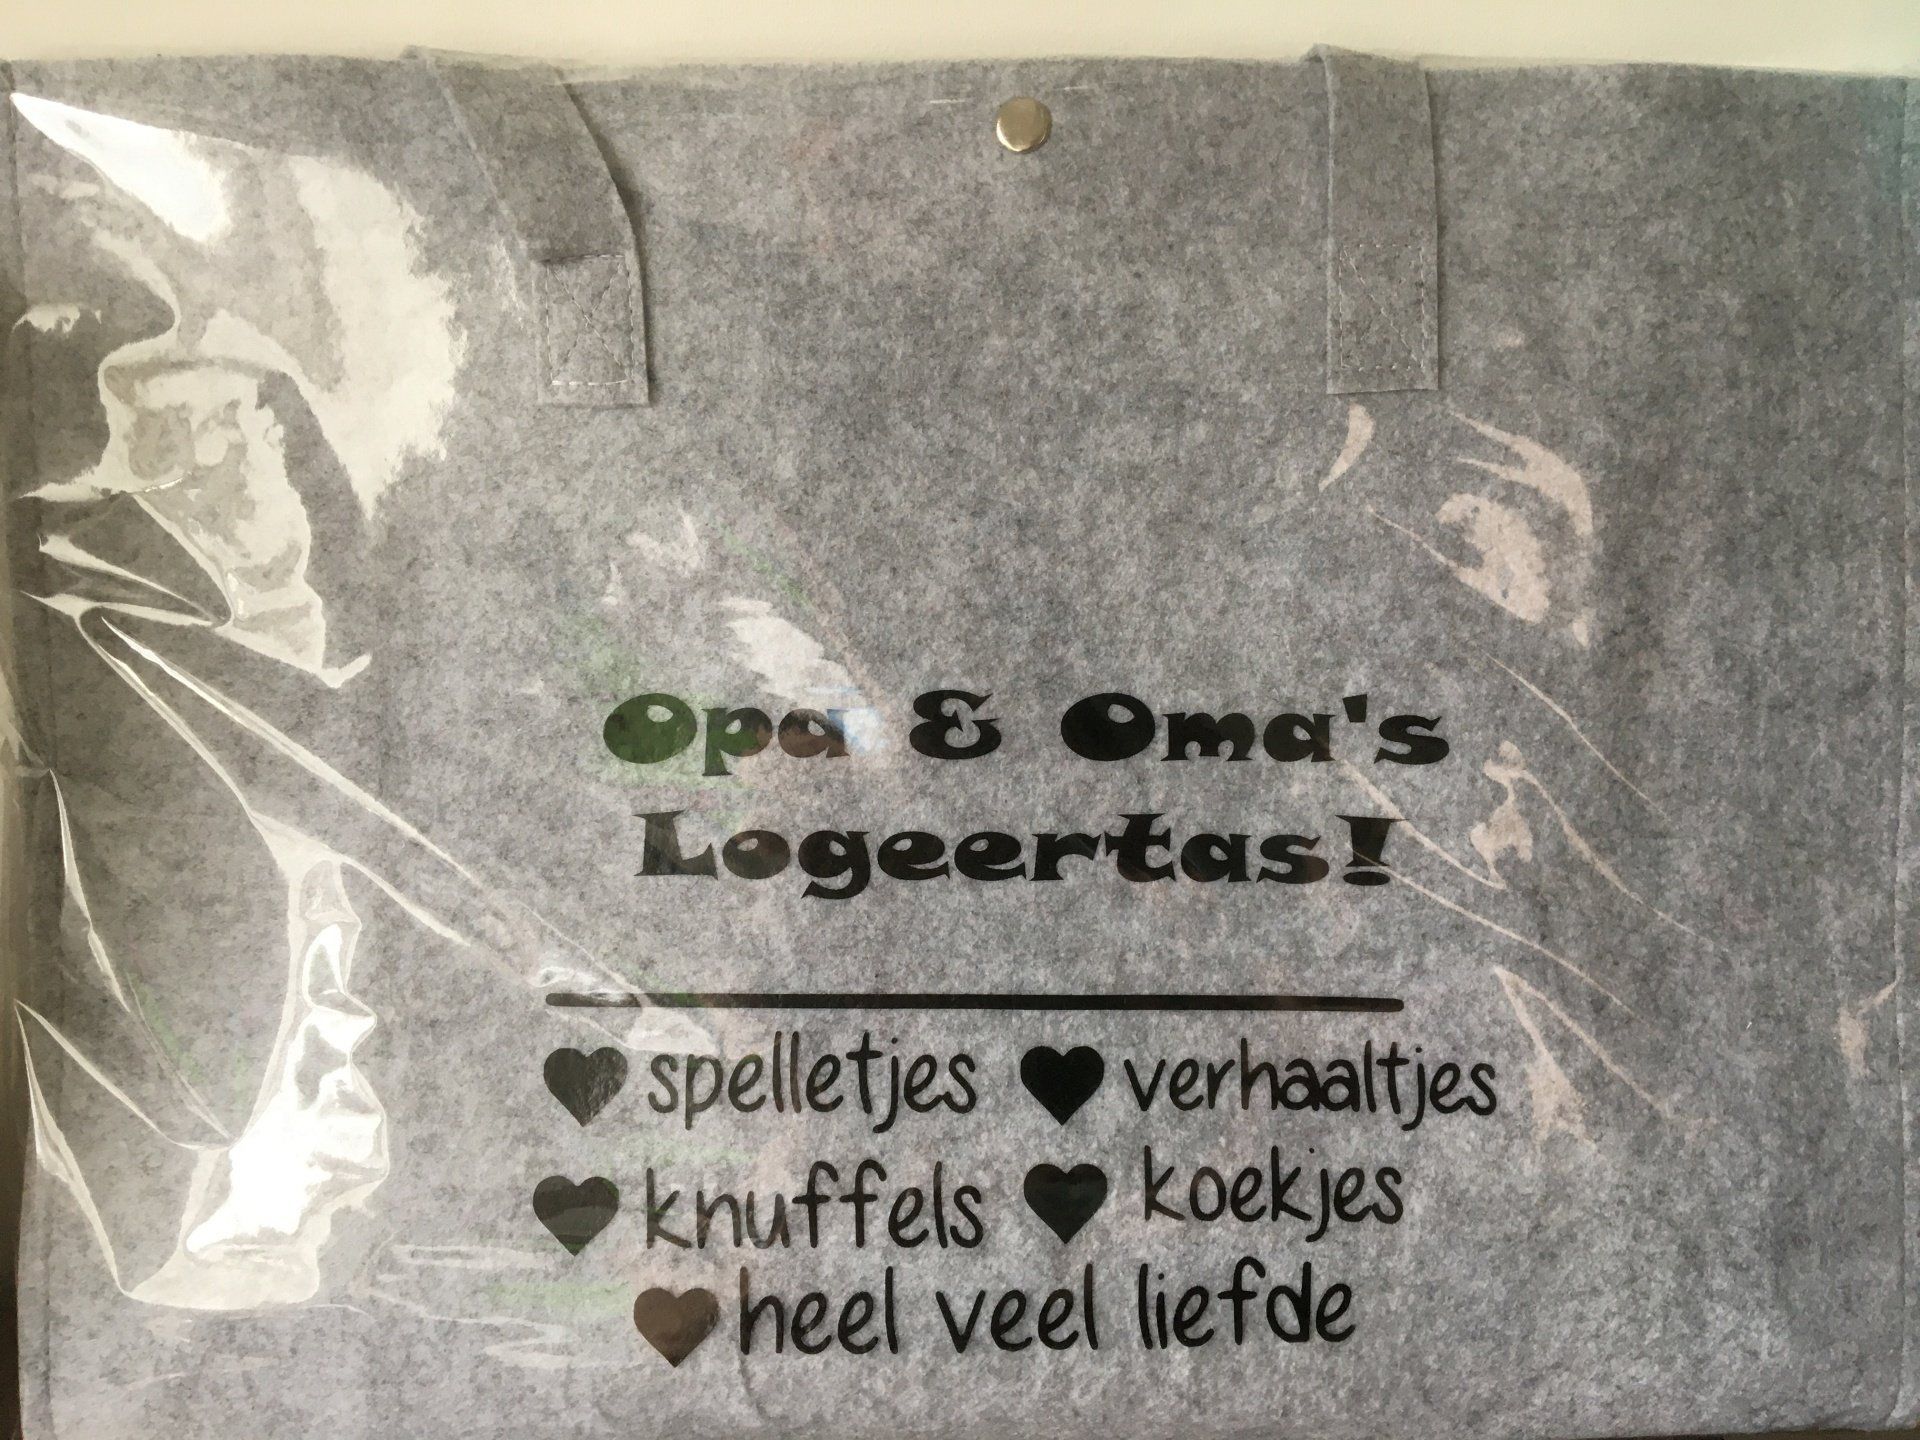 Opa & Oma's
Logeertas!
spelletjes verhaaltjes
knuffels koekjes
heel veel liefde